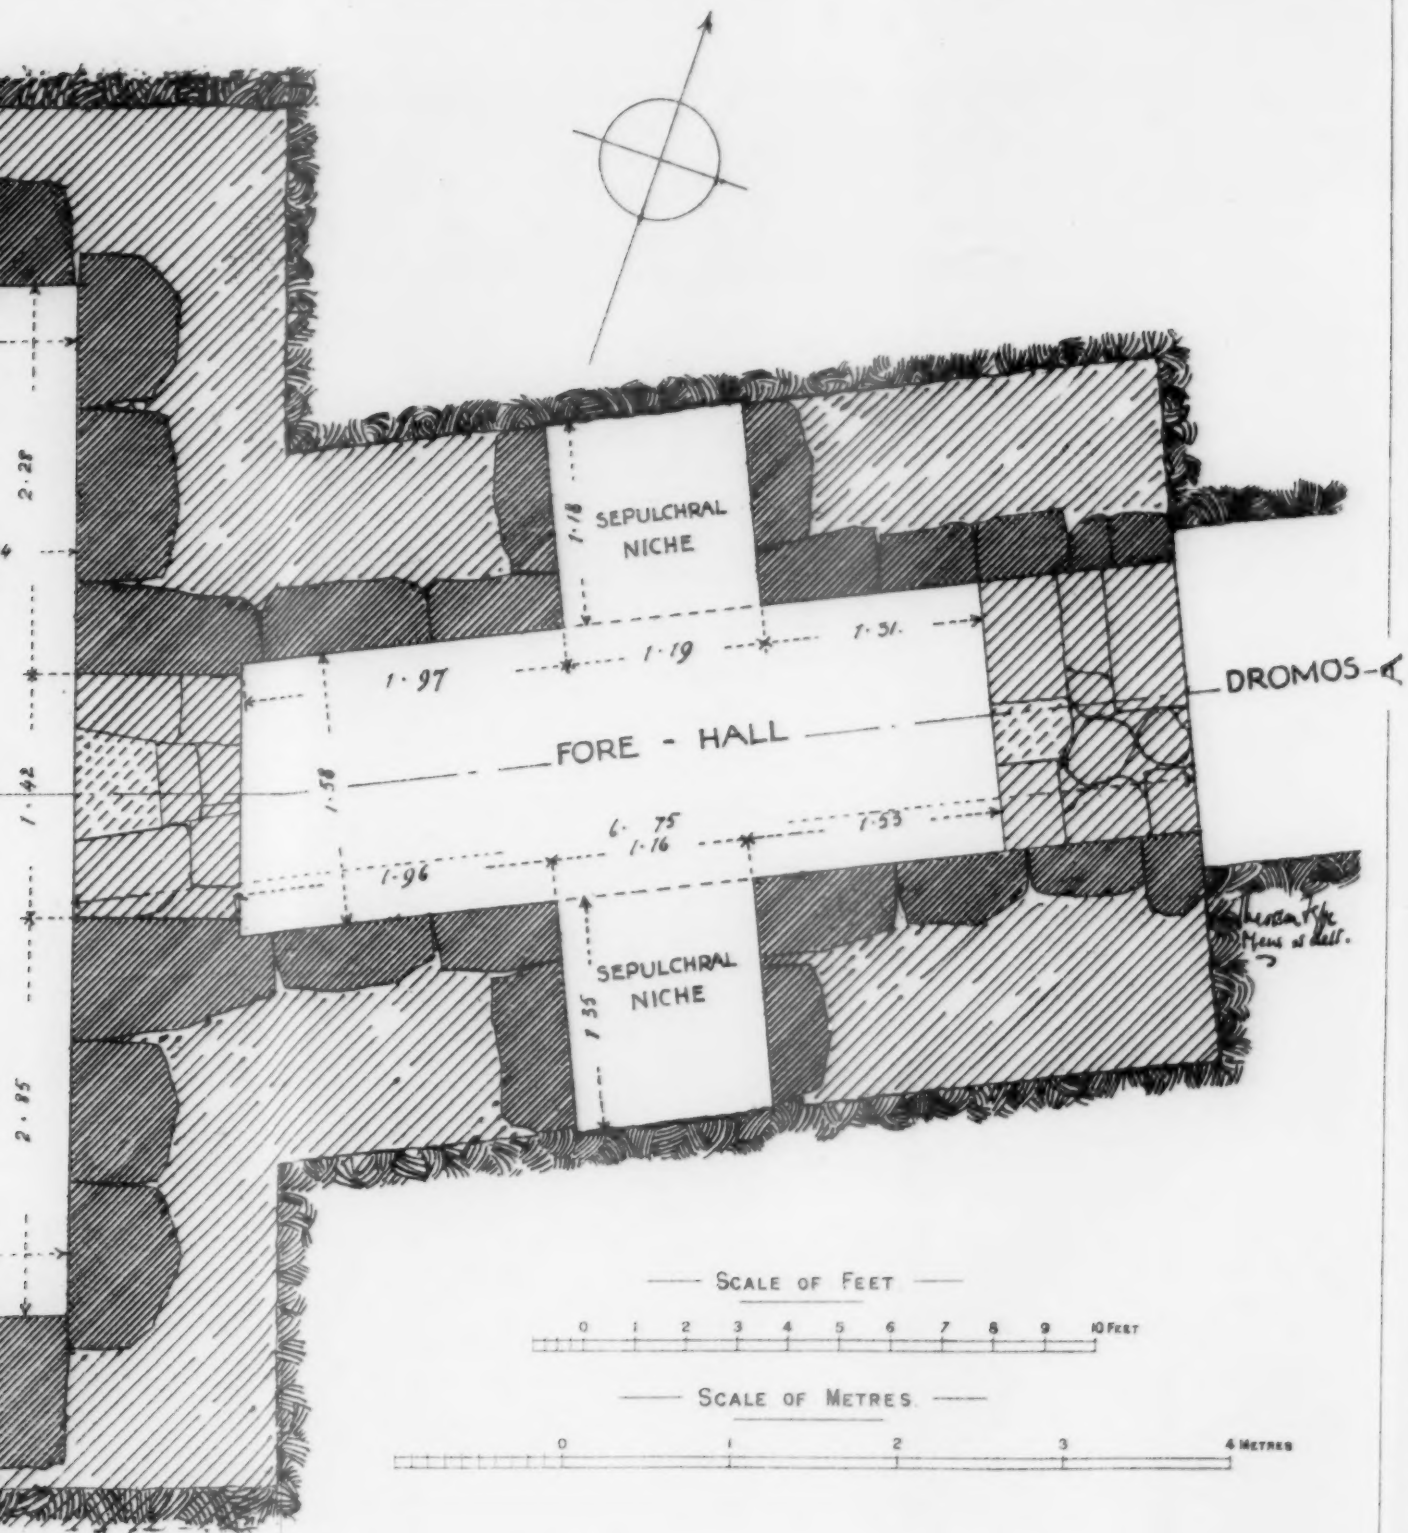 2·28
4
1·42
2·85
1·18
SEPULCHRAL
NICHE
1·97
1·19
1·51.
1·58
FORE - HALL
DROMOS-A
6· 75
1·96
1·76
1·53
SEPULCHRAL
NICHE
1 35
SCALE OF FEET
0 1 2 3 4 5 6 7 8 9 10 FEET
SCALE OF METRES.
0 1 2 3 4 METRES